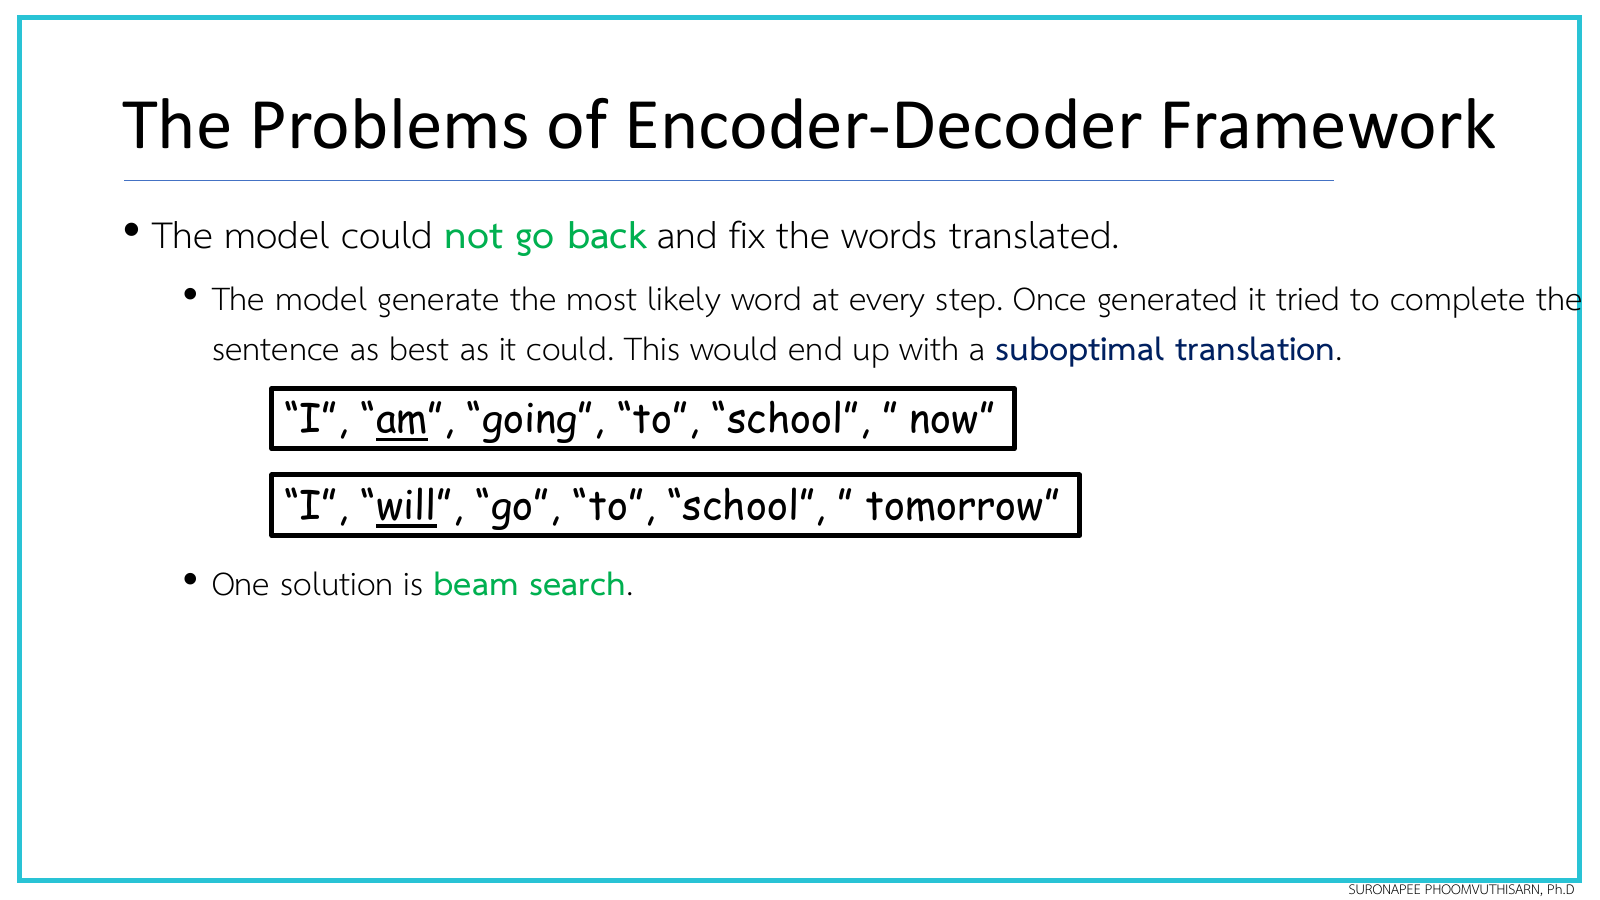 The Problems of Encoder-Decoder Framework
• The model could not go back and fix the words translated.
• The model generate the most likely word at every step. Once generated it tried to complete the
sentence as best as it could. This would end up with a suboptimal translation.
“I”, “am”, “going”, “to”, “school”, ” now”
“I”, “will”, “go”, “to”, “school”, ” tomorrow”
• One solution is beam search.
SURONAPEE PHOOMVUTHISARN, Ph.D